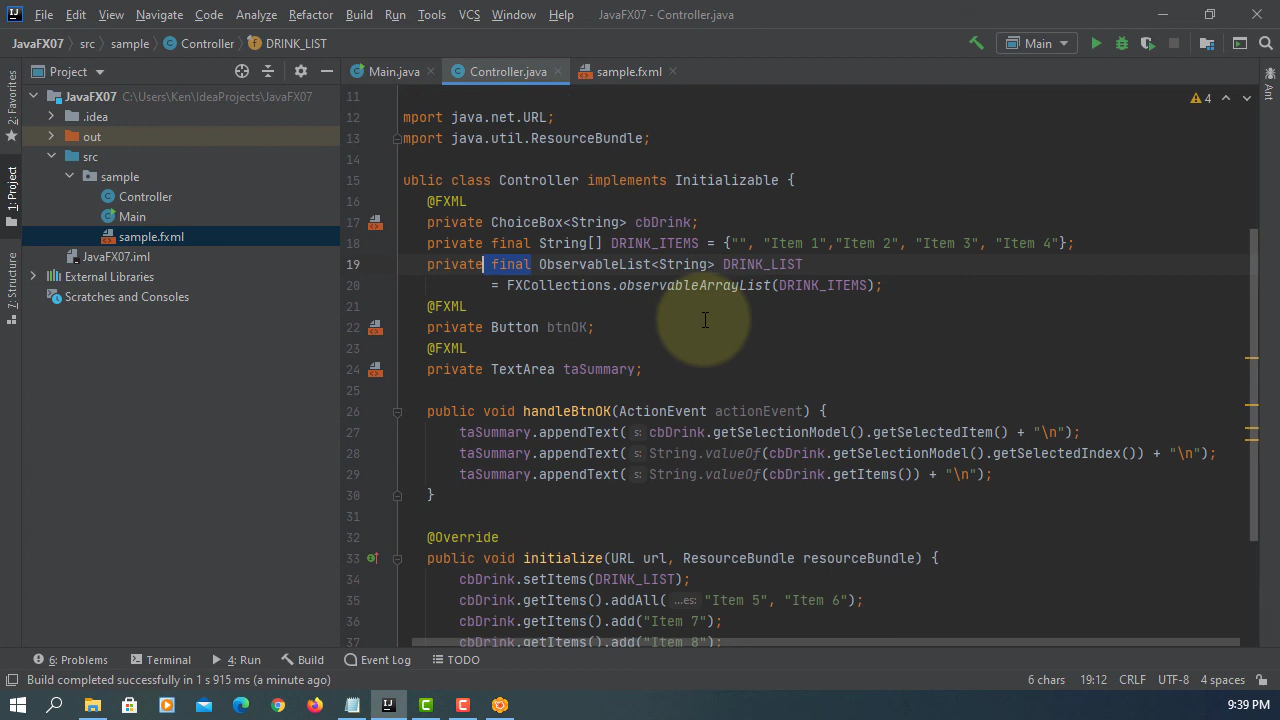 File Edit View Navigate Code Analyze Refactor Build Run Tools VCS Window Help JavaFX07 - Controller.java
JavaFX07 src sample Controller DRINK_LIST Main
Project Main.java Controller.java sample.fxml
JavaFX07 C:\Users\Ken\IdeaProjects\JavaFX07
.idea
out
src
sample
Controller
Main
sample.fxml
JavaFX07.iml
External Libraries
Scratches and Consoles
2: Favorites
1: Project
7: Structure
Ant
4
11
12 mport java.net.URL;
13 mport java.util.ResourceBundle;
14
15 ublic class Controller implements Initializable {
16 @FXML
17 private ChoiceBox<String> cbDrink;
18 private final String[] DRINK_ITEMS = {"", "Item 1","Item 2", "Item 3", "Item 4"};
19 private final ObservableList<String> DRINK_LIST
20 = FXCollections.observableArrayList(DRINK_ITEMS);
21 @FXML
22 private Button btnOK;
23 @FXML
24 private TextArea taSummary;
25
26 public void handleBtnOK(ActionEvent actionEvent) {
27 taSummary.appendText( s: cbDrink.getSelectionModel().getSelectedItem() + "\n");
28 taSummary.appendText( s: String.valueOf(cbDrink.getSelectionModel().getSelectedIndex()) + "\n");
29 taSummary.appendText( s: String.valueOf(cbDrink.getItems()) + "\n");
30 }
31
32 @Override
33 public void initialize(URL url, ResourceBundle resourceBundle) {
34 cbDrink.setItems(DRINK_LIST);
35 cbDrink.getItems().addAll( ...es: "Item 5", "Item 6");
36 cbDrink.getItems().add("Item 7");
37 cbDrink.getItems().add("Item 8");
6: Problems Terminal 4: Run Build Event Log TODO
Build completed successfully in 1 s 915 ms (a minute ago) 6 chars 19:12 CRLF UTF-8 4 spaces
9:39 PM